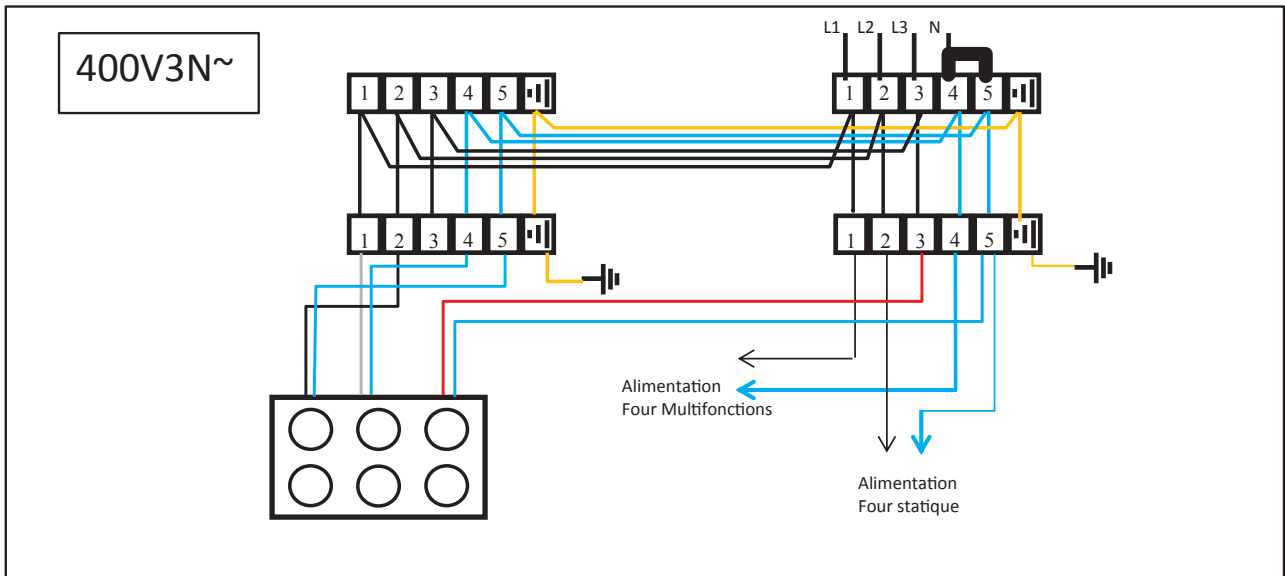 400V3N~
L1 L2 L3 N
1 2 3 4 5
1 2 3 4 5
1 2 3 4 5
1 2 3 4 5
Alimentation
Four Multifonctions
Alimentation
Four statique